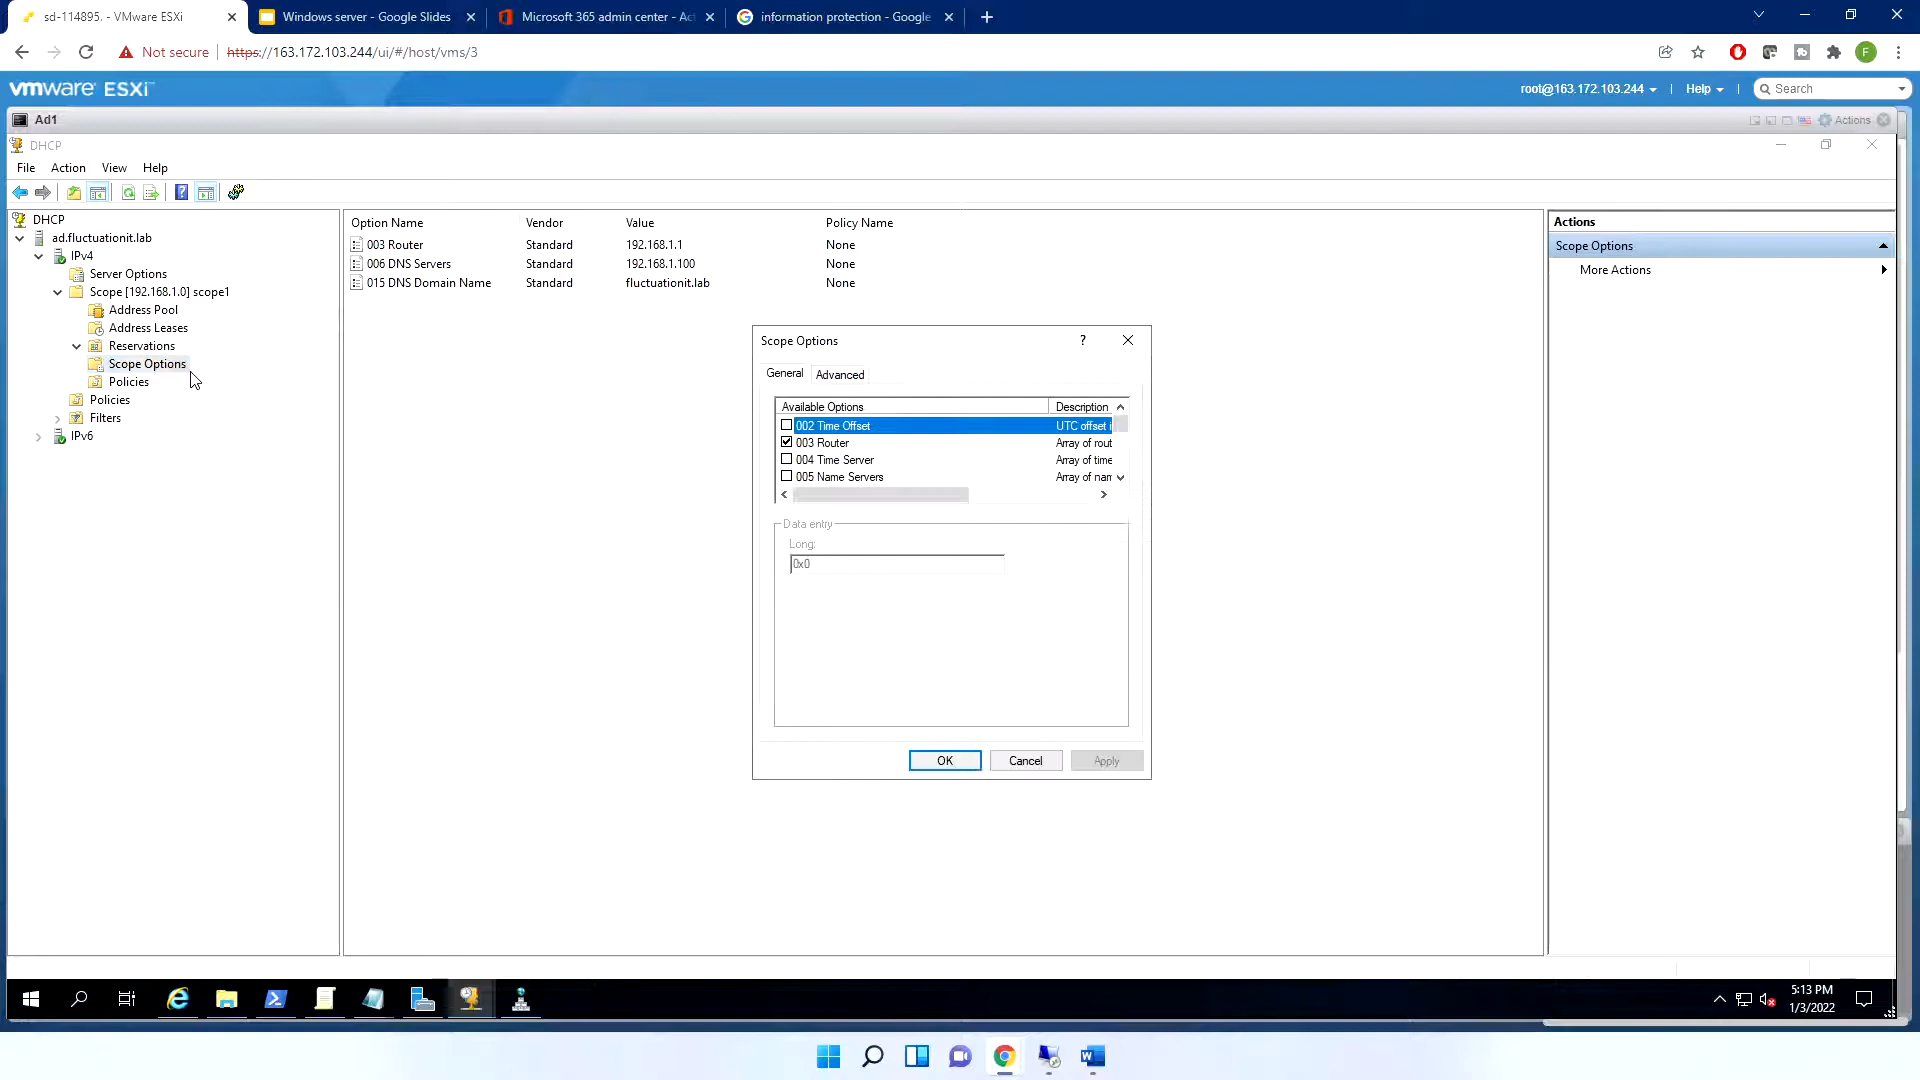 sd-114895. - VMware ESXi
Windows server - Google Slides
Microsoft 365 admin center - Act
information protection - Google
Not secure
https://163.172.103.244/ui/#/host/vms/3
F
vmware ESXi
root@163.172.103.244
Help
Search
Ad1
Actions
DHCP
File Action View Help
DHCP
ad.fluctuationit.lab
IPv4
Server Options
Scope [192.168.1.0] scope1
Address Pool
Address Leases
Reservations
Scope Options
Policies
Policies
Filters
IPv6
Option Name Vendor Value Policy Name
003 Router Standard 192.168.1.1 None
006 DNS Servers Standard 192.168.1.100 None
015 DNS Domain Name Standard fluctuationit.lab None
Actions
Scope Options
More Actions
Scope Options
General Advanced
Available Options Description
002 Time Offset UTC offset i
003 Router Array of rout
004 Time Server Array of time
005 Name Servers Array of nam
Data entry
Long:
0x0
OK Cancel Apply
5:13 PM
1/3/2022